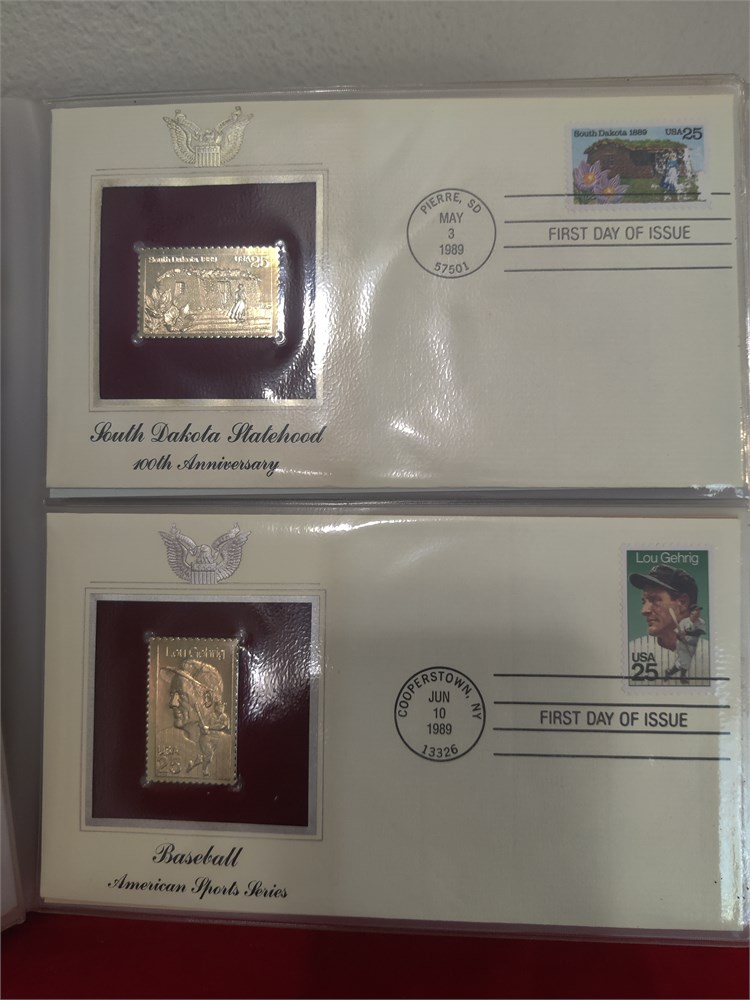 South Dakota 1889 USA 25
South Dakota 1889 USA 25
PIERRE, SD
MAY
3
1989
57501
FIRST DAY OF ISSUE
South Dakota Statehood
100th Anniversary
Lou Gehrig
USA
25
Lou Gehrig
USA
25
COOPERSTOWN, NY
JUN
10
1989
13326
FIRST DAY OF ISSUE
Baseball
American Sports Series